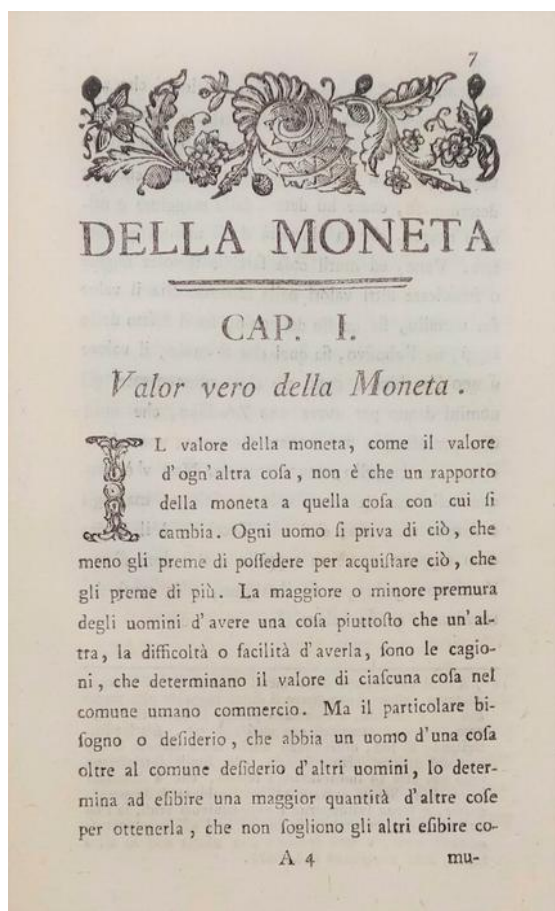 7
DELLA MONETA
CAP. I.
Valor vero della Moneta .
IL valore della moneta, come il valore
d'ogn'altra coſa , non è che un rapporto
della moneta a quella coſa con cui ſi
cambia. Ogni uomo ſi priva di ciò, che
meno gli preme di poſſedere per acquiſtare ciò, che
gli preme di più. La maggiore o minore premura
degli uomini d'avere una coſa piuttoſto che un'al-
tra, la difficoltà o facilità d'averla, ſono le cagio-
ni, che determinano il valore di ciaſcuna coſa nel
comune umano commercio. Ma il particolare bi-
ſogno o deſiderio, che abbia un uomo d'una coſa
oltre al comune deſiderio d'altri uomini, lo deter-
mina ad eſibire una maggior quantità d'altre coſe
per ottenerla , che non ſogliono gli altri eſibire co-
A 4 mu-